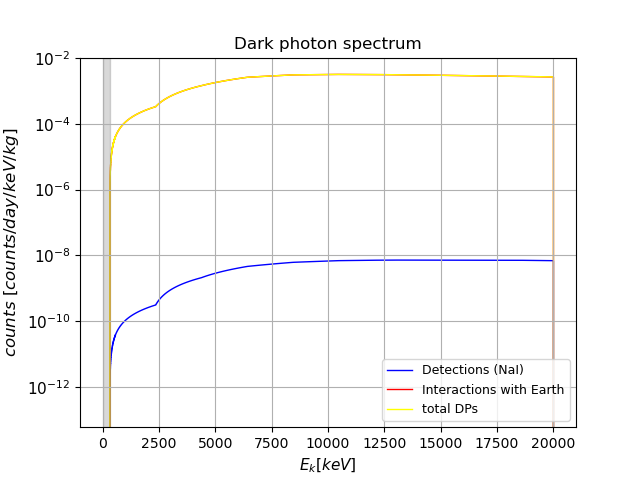 Dark photon spectrum
10^{-2}
10^{-4}
10^{-6}
10^{-8}
10^{-10}
10^{-12}
counts [counts/day/keV/kg]
Detections (NaI)
Interactions with Earth
total DPs
0 2500 5000 7500 10000 12500 15000 17500 20000
E_k[keV]